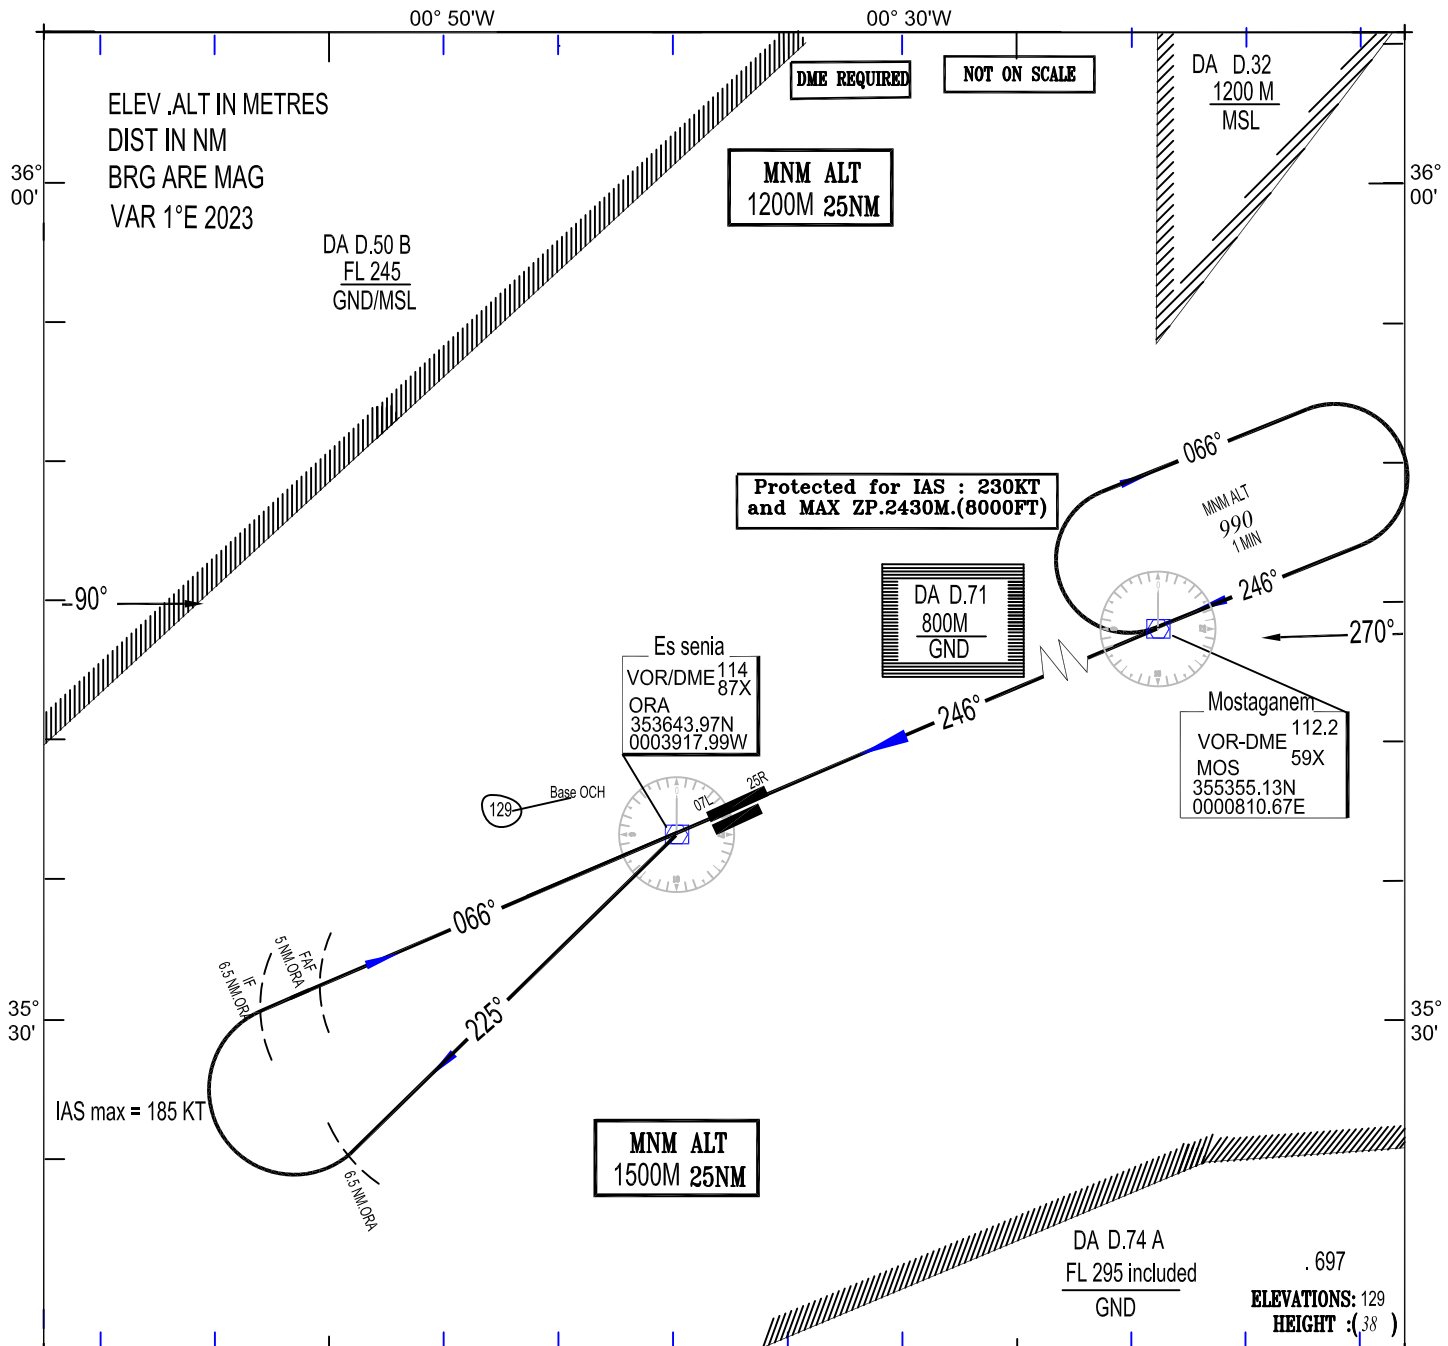 00° 50'W
00° 30'W
DME REQUIRED
NOT ON SCALE
DA D.32
1200 M
MSL
ELEV .ALT IN METRES
DIST IN NM
BRG ARE MAG
VAR 1°E 2023
36°
00'
MNM ALT
1200M 25NM
36°
00'
DA D.50 B
FL 245
GND/MSL
066°
Protected for IAS : 230KT
and MAX ZP.2430M.(8000FT)
MNM ALT
990
1 MIN
246°
90°
DA D.71
800M
GND
270°
Es senia
VOR/DME 114
87X
ORA
353643.97N
0003917.99W
246°
Mostaganem
VOR-DME 112.2
59X
MOS
355355.13N
0000810.67E
129
Base OCH
07L
25R
066°
FAF
5 NM.ORA
IF
6.5 NM.ORA
225°
35°
30'
35°
30'
IAS max = 185 KT
6.5 NM.ORA
MNM ALT
1500M 25NM
DA D.74 A
FL 295 included
GND
. 697
ELEVATIONS: 129
HEIGHT :( 38 )